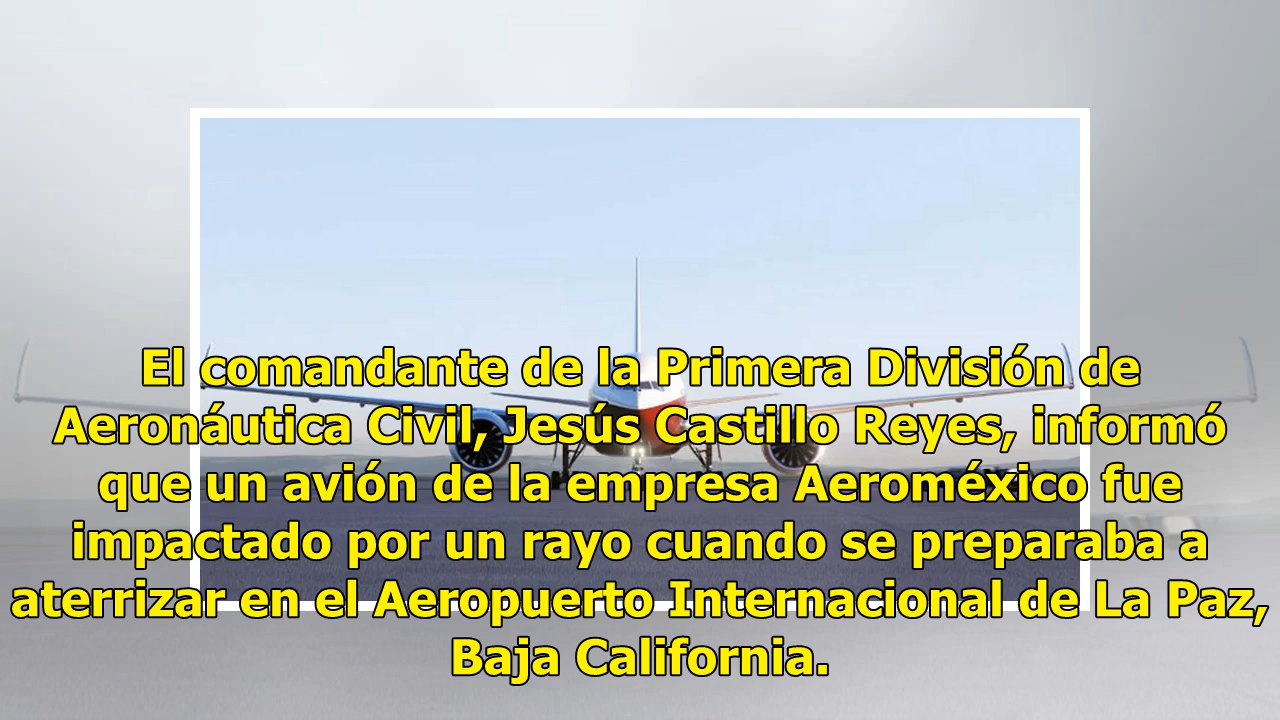 El comandante de la Primera División de
Aeronáutica Civil, Jesús Castillo Reyes, informó
que un avión de la empresa Aeroméxico fue
impactado por un rayo cuando se preparaba a
aterrizar en el Aeropuerto Internacional de La Paz,
Baja California.